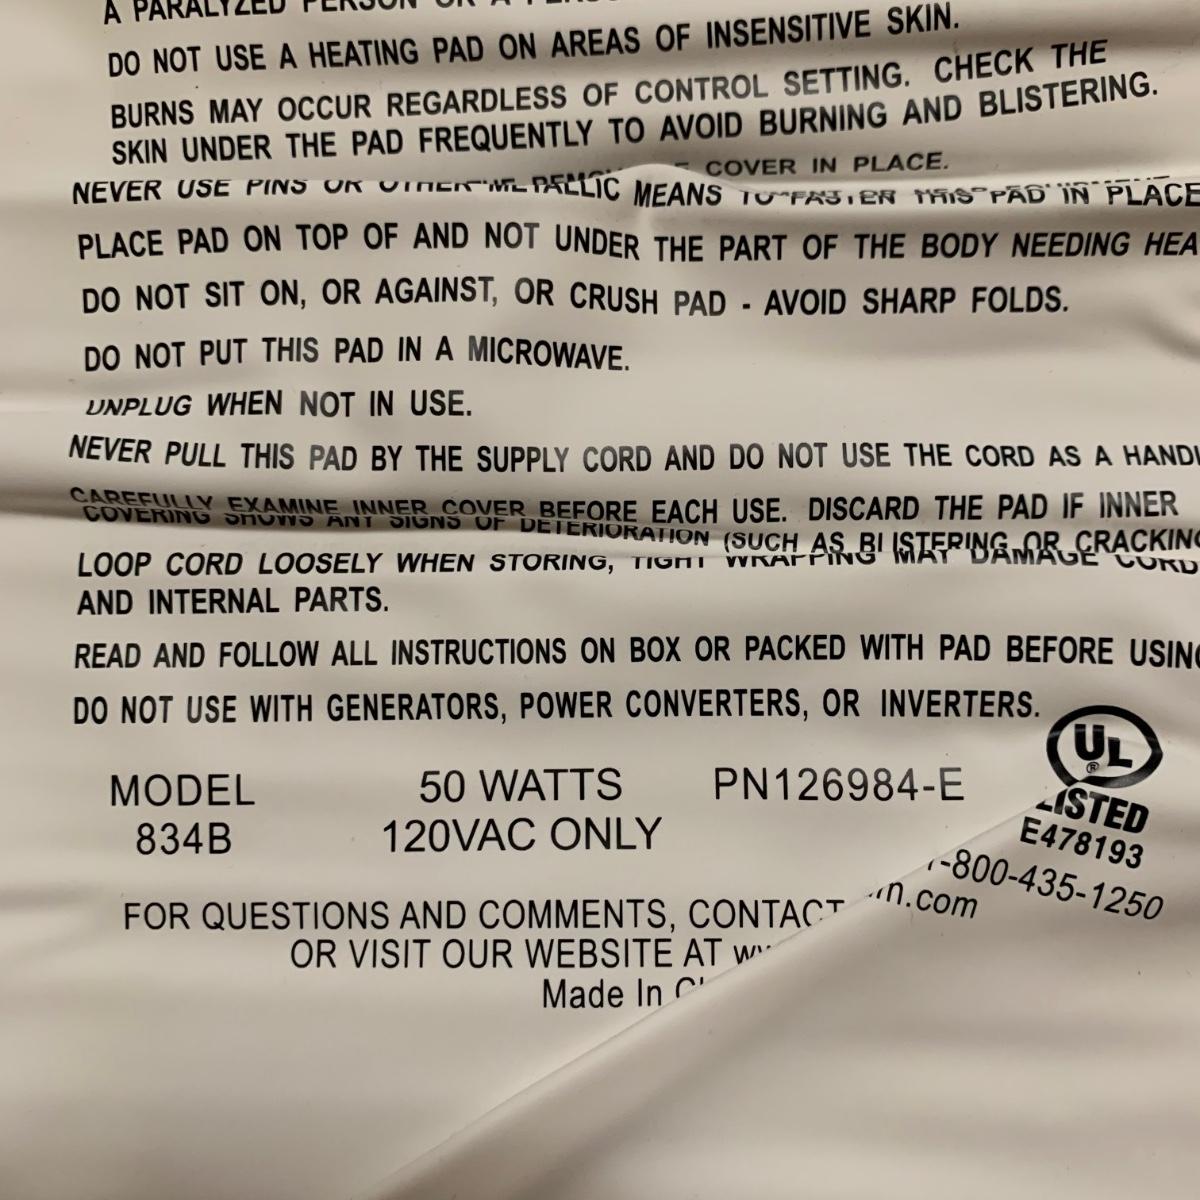 A PARALYZED PERSON OR A
DO NOT USE A HEATING PAD ON AREAS OF INSENSITIVE SKIN.
BURNS MAY OCCUR REGARDLESS OF CONTROL SETTING. CHECK THE
SKIN UNDER THE PAD FREQUENTLY TO AVOID BURNING AND BLISTERING.
COVER IN PLACE.
NEVER USE PINS OR OTHER METALLIC MEANS TO FASTEN THIS PAD IN PLACE
PLACE PAD ON TOP OF AND NOT UNDER THE PART OF THE BODY NEEDING HEA
DO NOT SIT ON, OR AGAINST, OR CRUSH PAD - AVOID SHARP FOLDS.
DO NOT PUT THIS PAD IN A MICROWAVE.
UNPLUG WHEN NOT IN USE.
NEVER PULL THIS PAD BY THE SUPPLY CORD AND DO NOT USE THE CORD AS A HANDL
CAREFULLY EXAMINE INNER COVER BEFORE EACH USE. DISCARD THE PAD IF INNER
COVERING SHOWS ANY SIGNS OF DETERIORATION (SUCH AS BLISTERING OR CRACKING
LOOP CORD LOOSELY WHEN STORING, TIGHT WRAPPING MAY DAMAGE CORD
AND INTERNAL PARTS.
READ AND FOLLOW ALL INSTRUCTIONS ON BOX OR PACKED WITH PAD BEFORE USING
DO NOT USE WITH GENERATORS, POWER CONVERTERS, OR INVERTERS.
UL
®
LISTED
E478193
MODEL 50 WATTS PN126984-E
834B 120VAC ONLY
FOR QUESTIONS AND COMMENTS, CONTACT 1-800-435-1250
OR VISIT OUR WEBSITE AT n.com
Made In